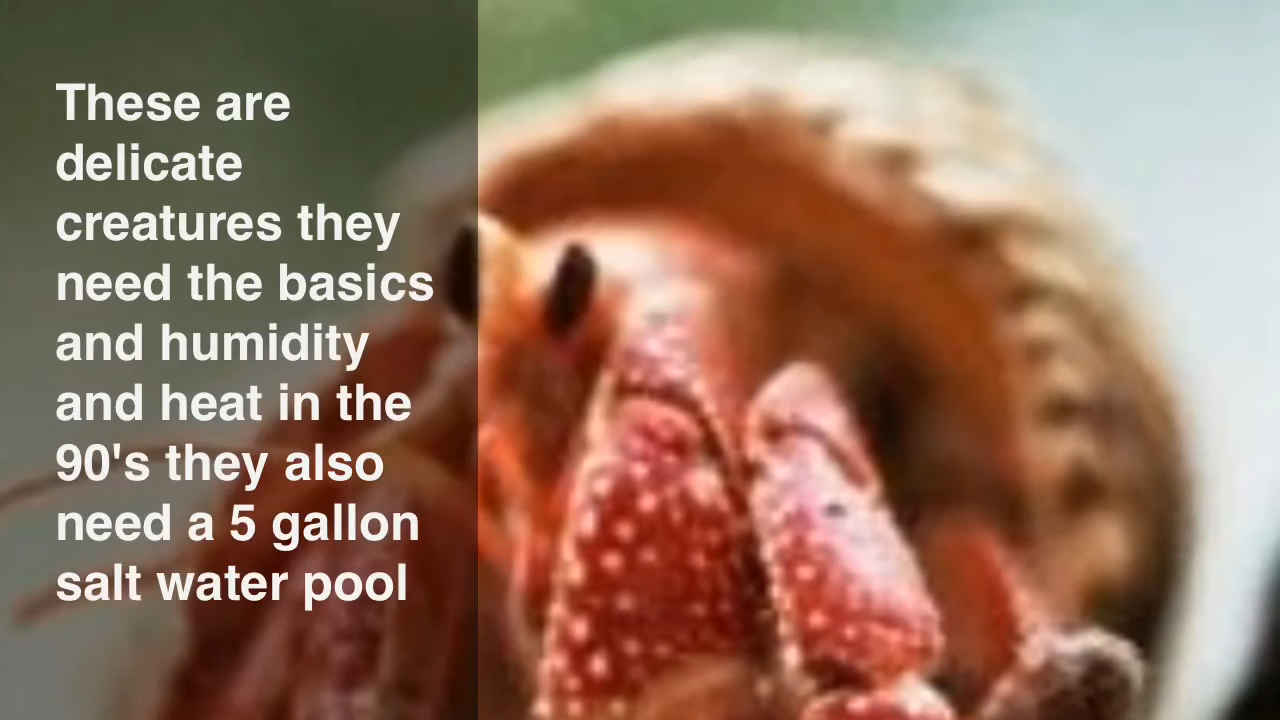 These are
delicate
creatures they
need the basics
and humidity
and heat in the
90's they also
need a 5 gallon
salt water pool